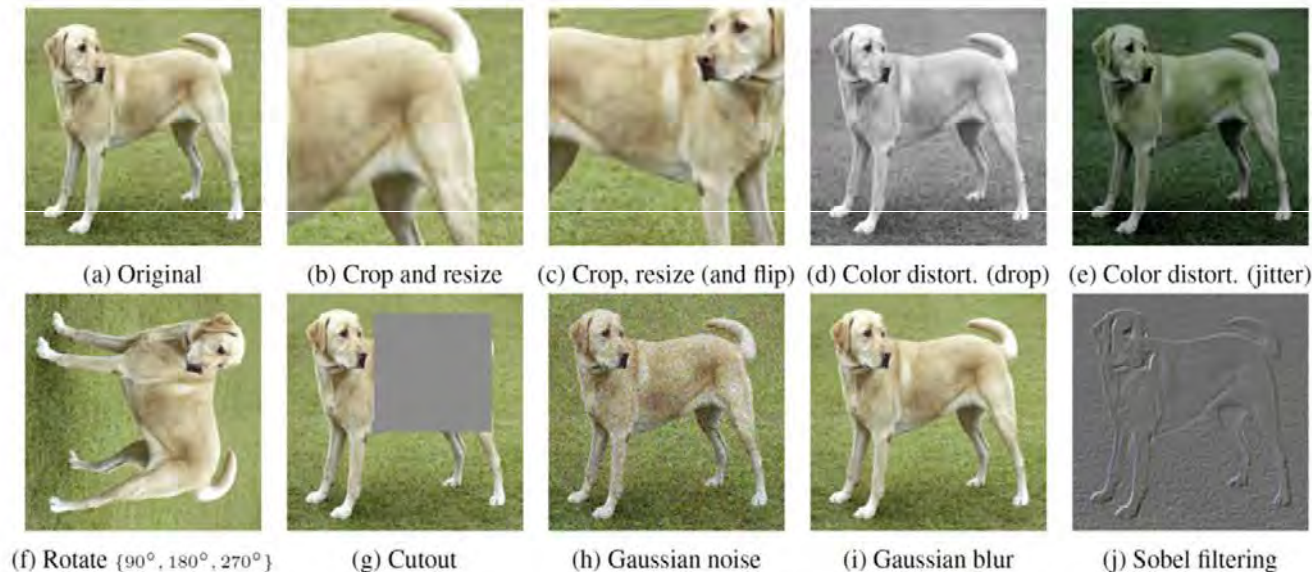 (a) Original
(b) Crop and resize
(c) Crop, resize (and flip)
(d) Color distort. (drop)
(e) Color distort. (jitter)
(f) Rotate {90°, 180°, 270°}
(g) Cutout
(h) Gaussian noise
(i) Gaussian blur
(j) Sobel filtering